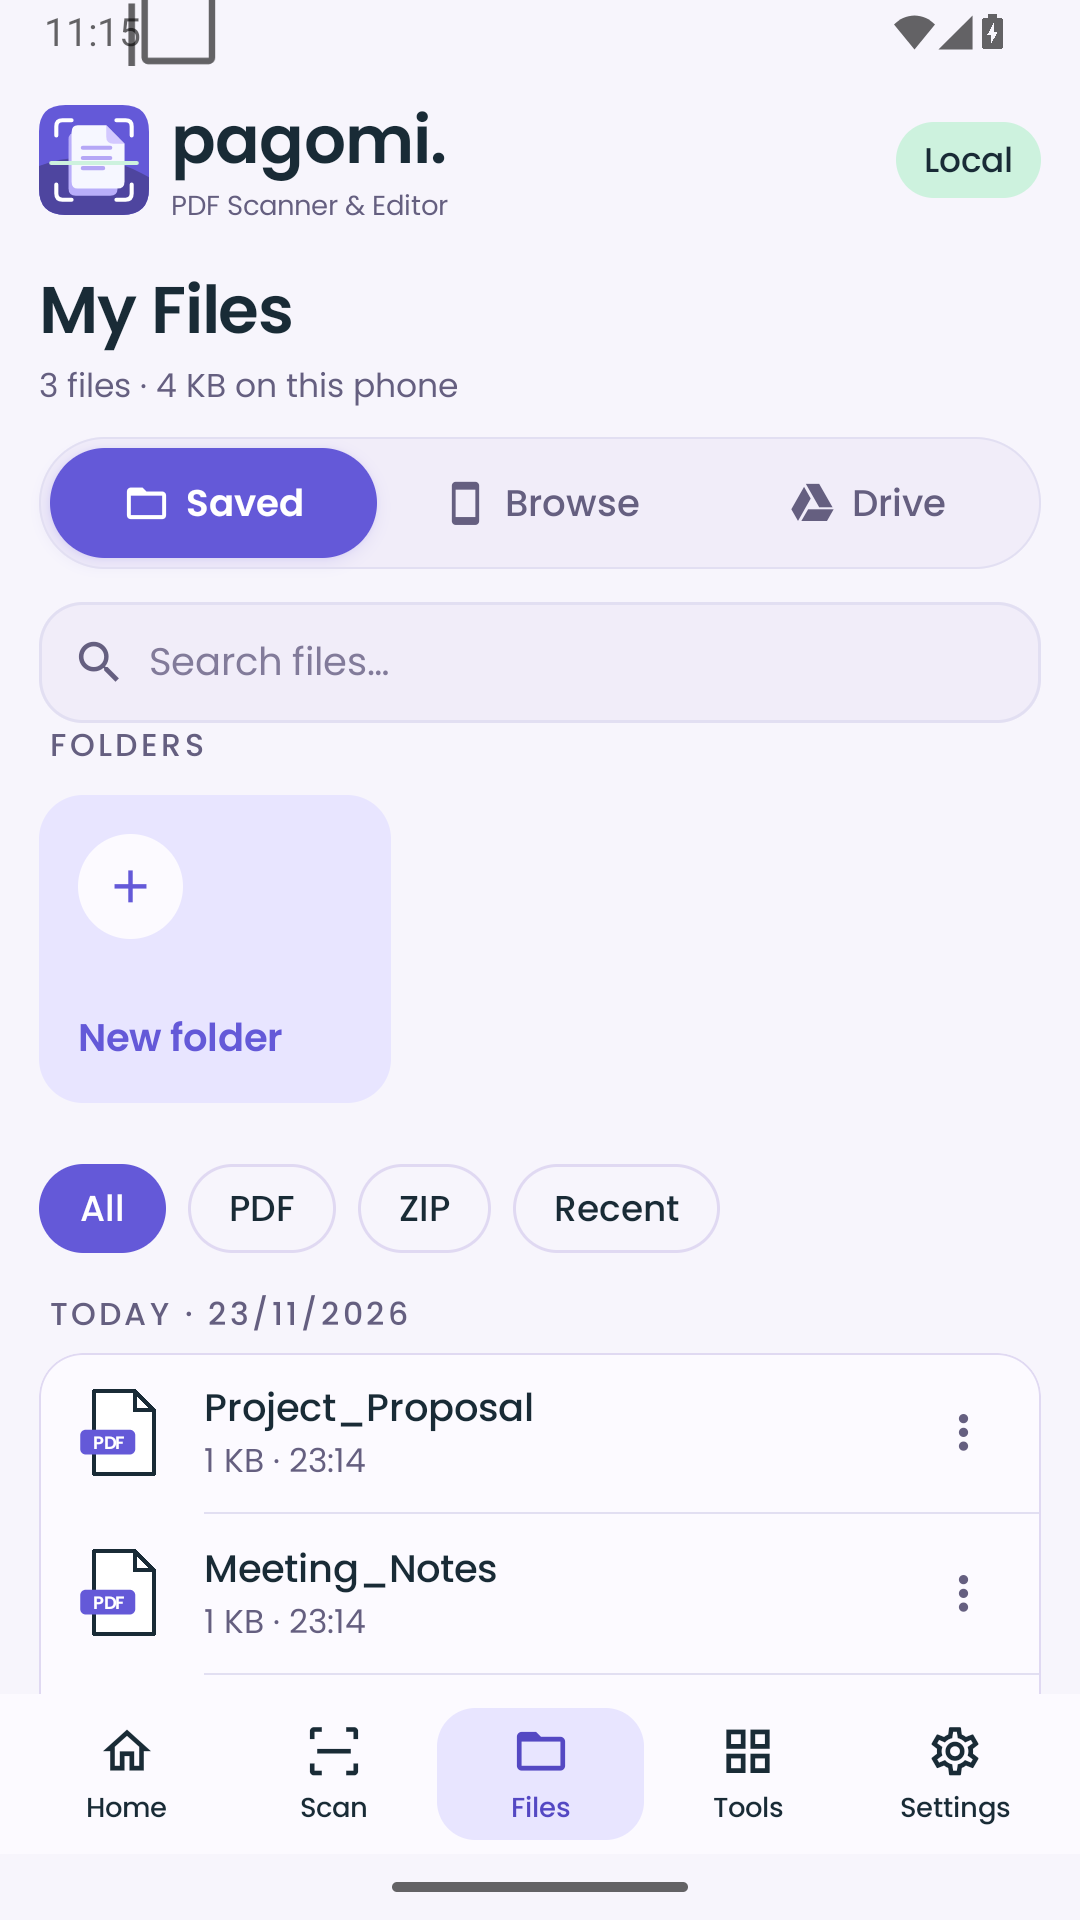 11:15
pagomi.
PDF Scanner & Editor
Local
My Files
3 files · 4 KB on this phone
Saved
Browse
Drive
Search files...
FOLDERS
New folder
All
PDF
ZIP
Recent
TODAY · 23/11/2026
Project_Proposal
PDF
1 KB · 23:14
Meeting_Notes
PDF
1 KB · 23:14
Home
Scan
Files
Tools
Settings